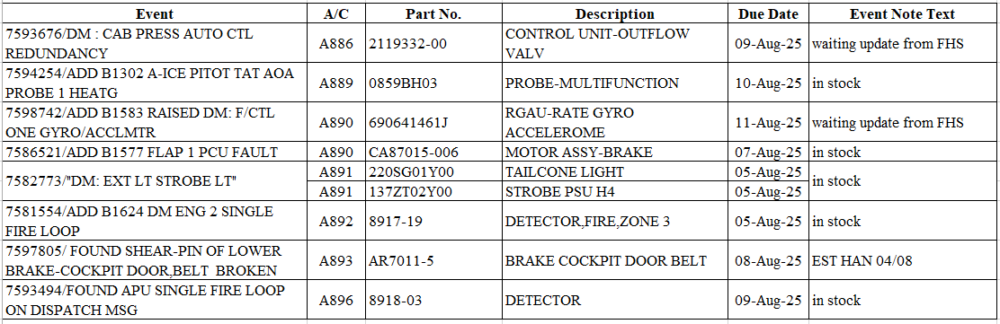 Event A/C Part No. Description Due Date Event Note Text
7593676/DM : CAB PRESS AUTO CTL REDUNDANCY A886 2119332-00 CONTROL UNIT-OUTFLOW VALV 09-Aug-25 waiting update from FHS
7594254/ADD B1302 A-ICE PITOT TAT AOA PROBE 1 HEATG A889 0859BH03 PROBE-MULTIFUNCTION 10-Aug-25 in stock
7598742/ADD B1583 RAISED DM: F/CTL ONE GYRO/ACCLMTR A890 690641461J RGAU-RATE GYRO ACCELEROME 11-Aug-25 waiting update from FHS
7586521/ADD B1577 FLAP 1 PCU FAULT A890 CA87015-006 MOTOR ASSY-BRAKE 07-Aug-25 in stock
7582773/"DM: EXT LT STROBE LT" A891 220SG01Y00 TAILCONE LIGHT 05-Aug-25 in stock
A891 137ZT02Y00 STROBE PSU H4 05-Aug-25
7581554/ADD B1624 DM ENG 2 SINGLE FIRE LOOP A892 8917-19 DETECTOR,FIRE,ZONE 3 05-Aug-25 in stock
7597805/ FOUND SHEAR-PIN OF LOWER BRAKE-COCKPIT DOOR,BELT  BROKEN A893 AR7011-5 BRAKE COCKPIT DOOR BELT 08-Aug-25 EST HAN 04/08
7593494/FOUND APU SINGLE FIRE LOOP ON DISPATCH MSG A896 8918-03 DETECTOR 09-Aug-25 in stock